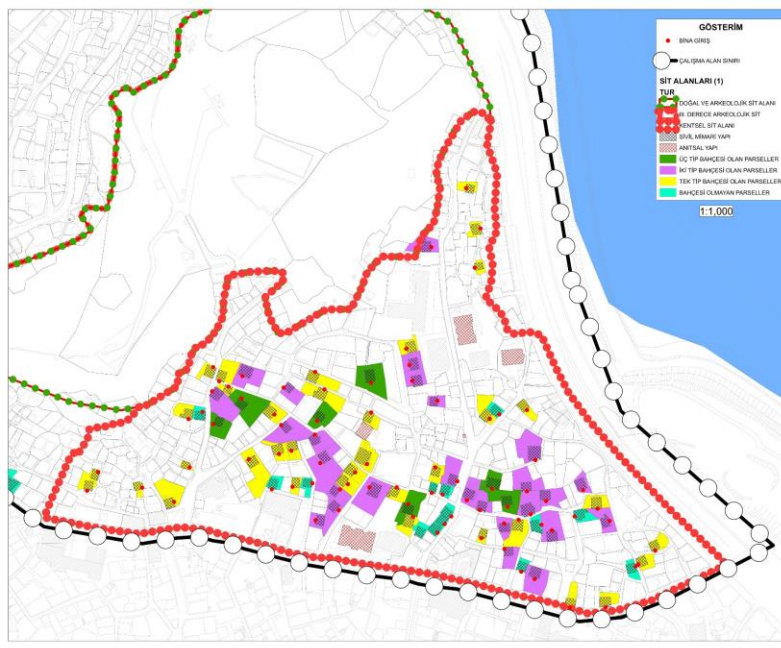 GÖSTERİM
BİNA GİRİŞ
ÇALIŞMA ALAN SINIRI
SİT ALANLARI (1)
TUR
DOĞAL VE ARKEOLOJİK SİT ALANI
III. DERECE ARKEOLOJİK SİT
KENTSEL SİT ALANI
SİVİL MİMARİ YAPI
ANITSAL YAPI
ÜÇ TİP BAHÇESİ OLAN PARSELLER
İKİ TİP BAHÇESİ OLAN PARSELLER
TEK TİP BAHÇESİ OLAN PARSELLER
BAHÇESİ OLMAYAN PARSELLER
1:1,000